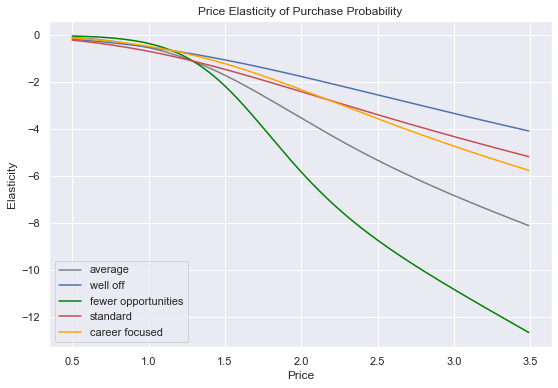 Price Elasticity of Purchase Probability
0
−2
−4
−6
−8
−10
−12
Elasticity
average
well off
fewer opportunities
standard
career focused
0.5 1.0 1.5 2.0 2.5 3.0 3.5
Price